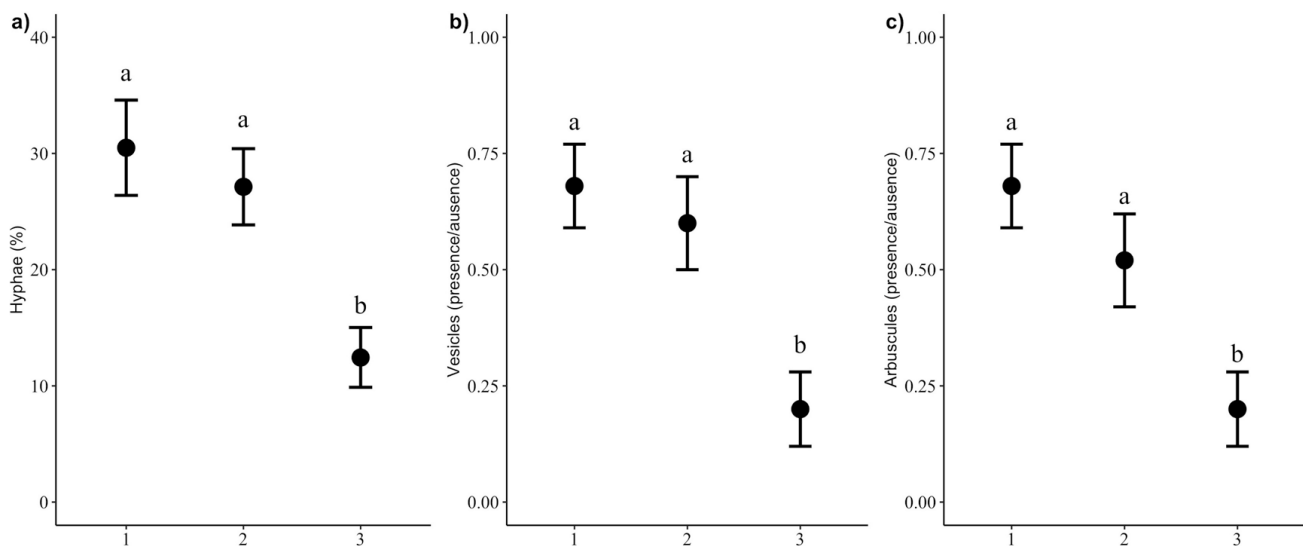 a)
Hyphae (%)
40
30
20
10
0
a
a
b
1 2 3
b)
Vesicles (presence/ausence)
1.00
0.75
0.50
0.25
0.00
a
a
b
1 2 3
c)
Arbuscules (presence/ausence)
1.00
0.75
0.50
0.25
0.00
a
a
b
1 2 3